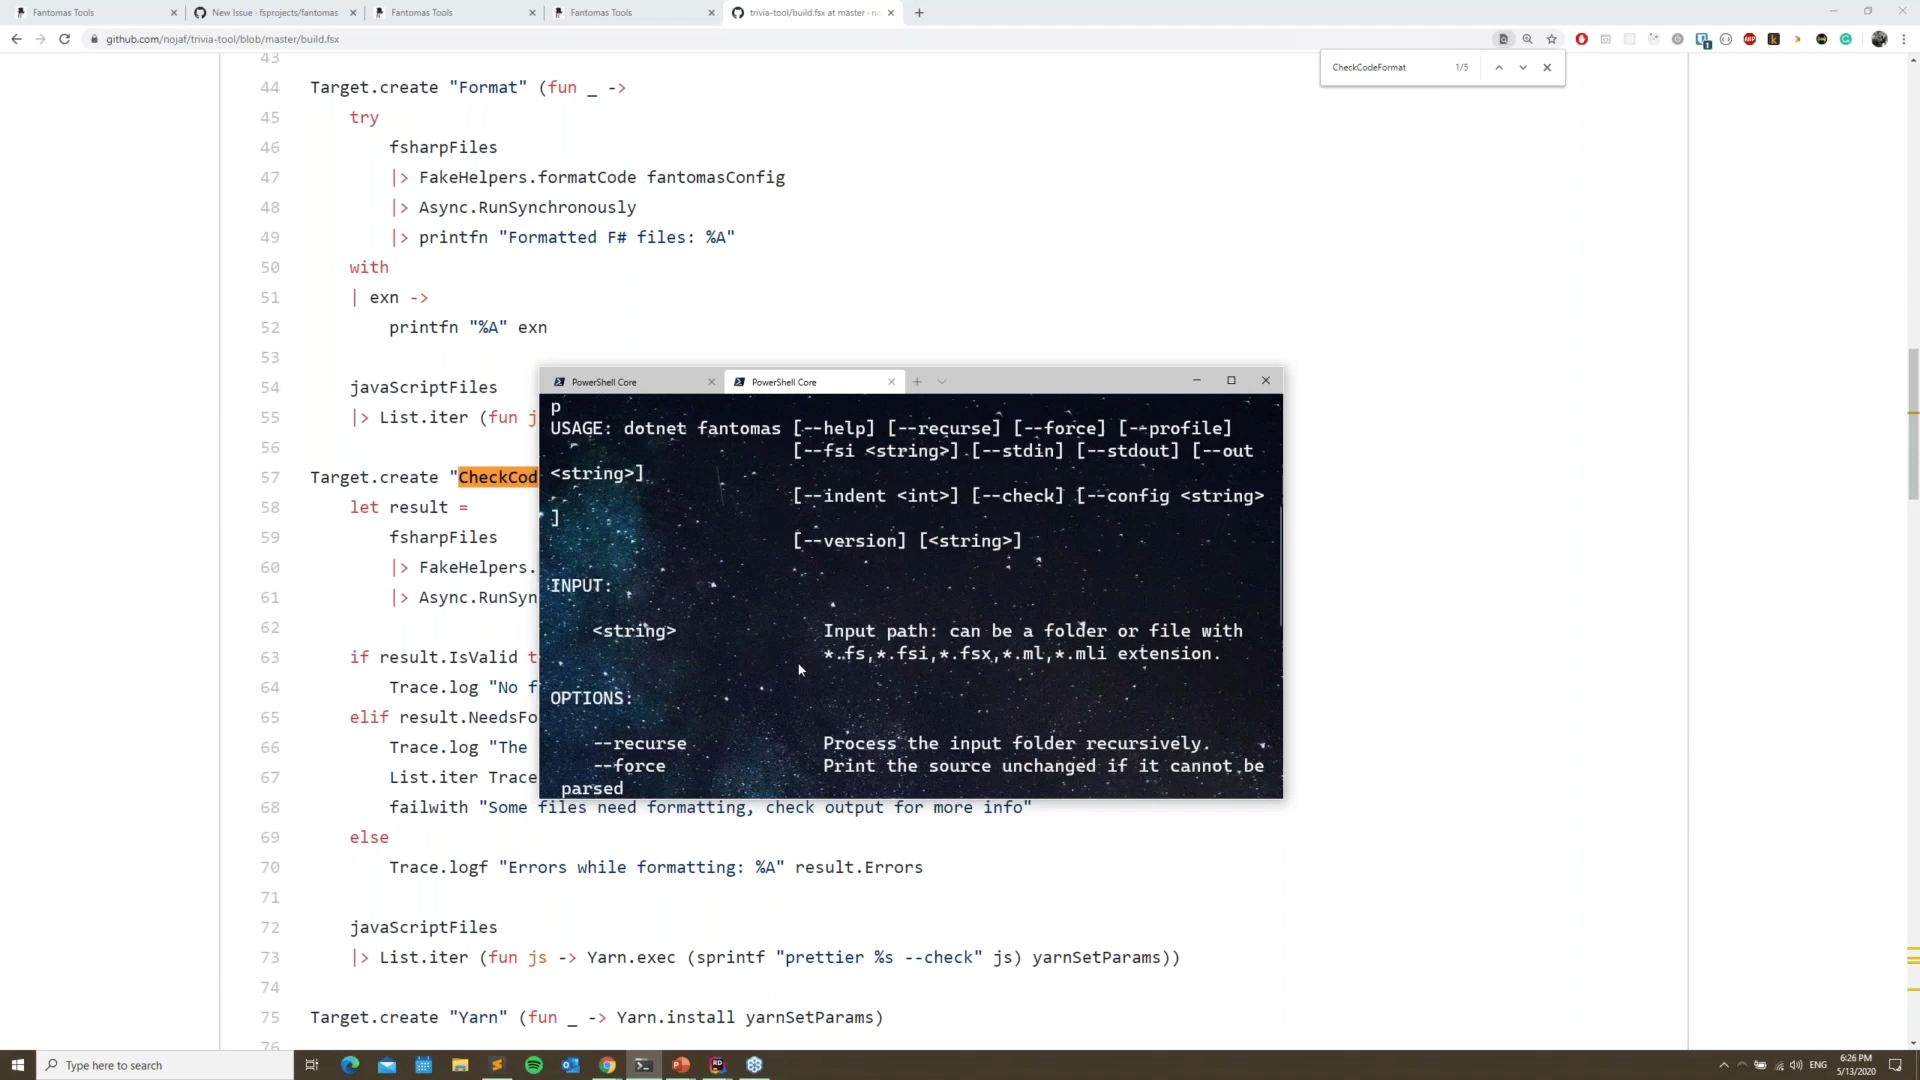 Fantomas Tools
New Issue · fsprojects/fantomas
Fantomas Tools
Fantomas Tools
trivia-tool/build.fsx at master · no
github.com/nojaf/trivia-tool/blob/master/build.fsx
CheckCodeFormat 1/5
43
44 Target.create "Format" (fun _ ->
45 try
46 fsharpFiles
47 |> FakeHelpers.formatCode fantomasConfig
48 |> Async.RunSynchronously
49 |> printfn "Formatted F# files: %A"
50 with
51 | exn ->
52 printfn "%A" exn
53
54 javaScriptFiles
55 |> List.iter (fun j
56
57 Target.create "CheckCod
58 let result =
59 fsharpFiles
60 |> FakeHelpers.
61 |> Async.RunSyn
62
63 if result.IsValid t
64 Trace.log "No f
65 elif result.NeedsFo
66 Trace.log "The
67 List.iter Trace
68 failwith "Some files need formatting, check output for more info"
69 else
70 Trace.logf "Errors while formatting: %A" result.Errors
71
72 javaScriptFiles
73 |> List.iter (fun js -> Yarn.exec (sprintf "prettier %s --check" js) yarnSetParams))
74
75 Target.create "Yarn" (fun _ -> Yarn.install yarnSetParams)
76
PowerShell Core
PowerShell Core
p
USAGE: dotnet fantomas [--help] [--recurse] [--force] [--profile]
[--fsi <string>] [--stdin] [--stdout] [--out
<string>]
[--indent <int>] [--check] [--config <string>
]
[--version] [<string>]
INPUT:
<string> Input path: can be a folder or file with
*.fs,*.fsi,*.fsx,*.ml,*.mli extension.
OPTIONS:
--recurse Process the input folder recursively.
--force Print the source unchanged if it cannot be
parsed
Type here to search
ENG
6:26 PM
5/13/2020